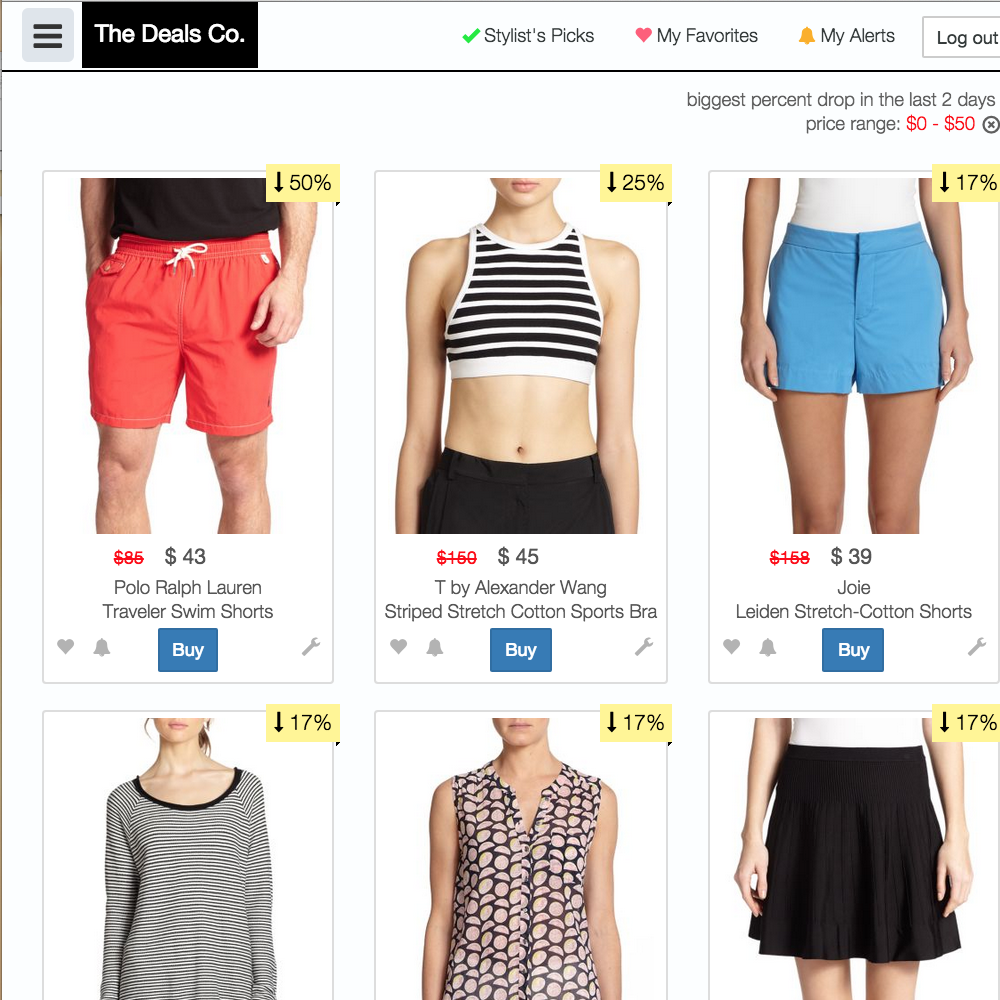 The Deals Co.
Stylist's Picks
My Favorites
My Alerts
Log out
biggest percent drop in the last 2 days
price range: $0 - $50
50%
25%
17%
$85 $ 43
$150 $ 45
$158 $ 39
Polo Ralph Lauren
Traveler Swim Shorts
T by Alexander Wang
Striped Stretch Cotton Sports Bra
Joie
Leiden Stretch-Cotton Shorts
Buy
Buy
Buy
17%
17%
17%